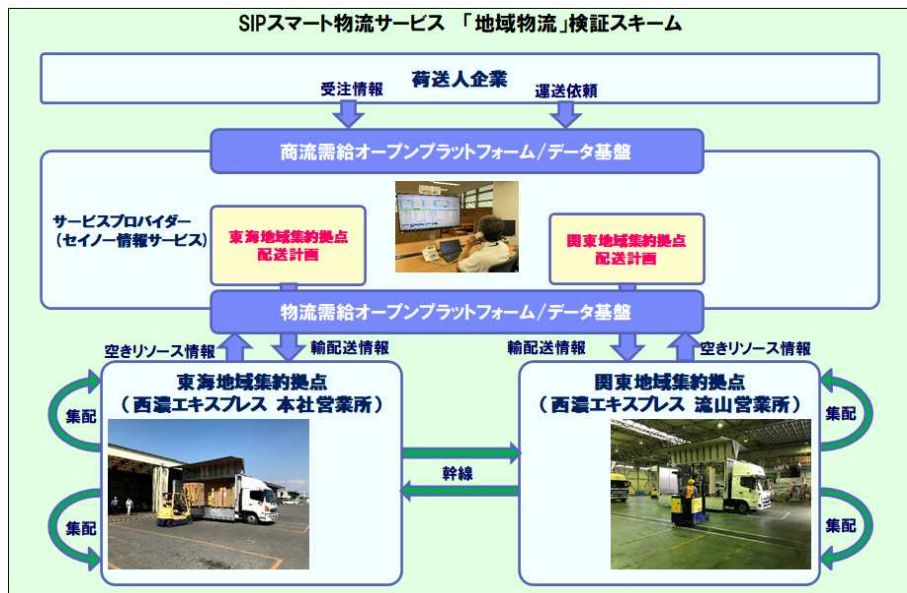 SIPスマート物流サービス 「地域物流」検証スキーム
荷送人企業
受注情報
運送依頼
商流需給オープンプラットフォーム/データ基盤
サービスプロバイダー
（セイノー情報サービス）
東海地域集約拠点
配送計画
関東地域集約拠点
配送計画
物流需給オープンプラットフォーム/データ基盤
空きリソース情報
輸配送情報
輸配送情報
空きリソース情報
東海地域集約拠点
（西濃エキスプレス 本社営業所）
関東地域集約拠点
（西濃エキスプレス 流山営業所）
集配
集配
幹線
集配
集配